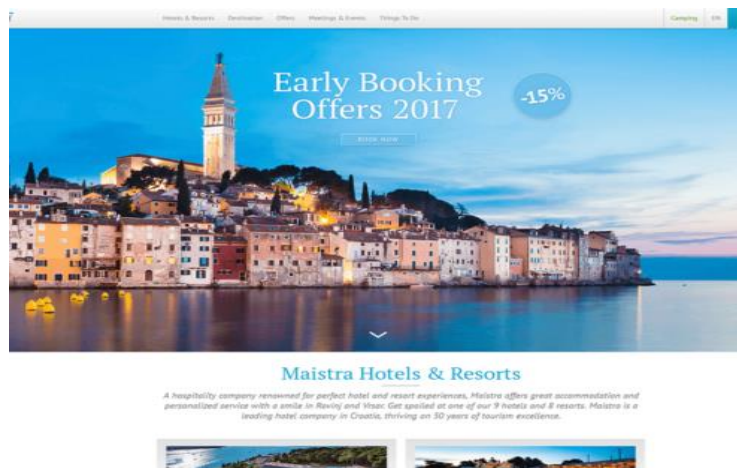 Hotels & Resorts Destination Offers Meetings & Events Things To Do
Camping EN
Early Booking
Offers 2017
-15%
BOOK NOW
Maistra Hotels & Resorts
A hospitality company renowned for perfect hotel and resort experiences, Maistra offers great accommodation and
personalized service with a smile in Rovinj and Vrsar. Get spoiled at one of our 9 hotels and 8 resorts. Maistra is a
leading hotel company in Croatia, thriving on 50 years of tourism excellence.